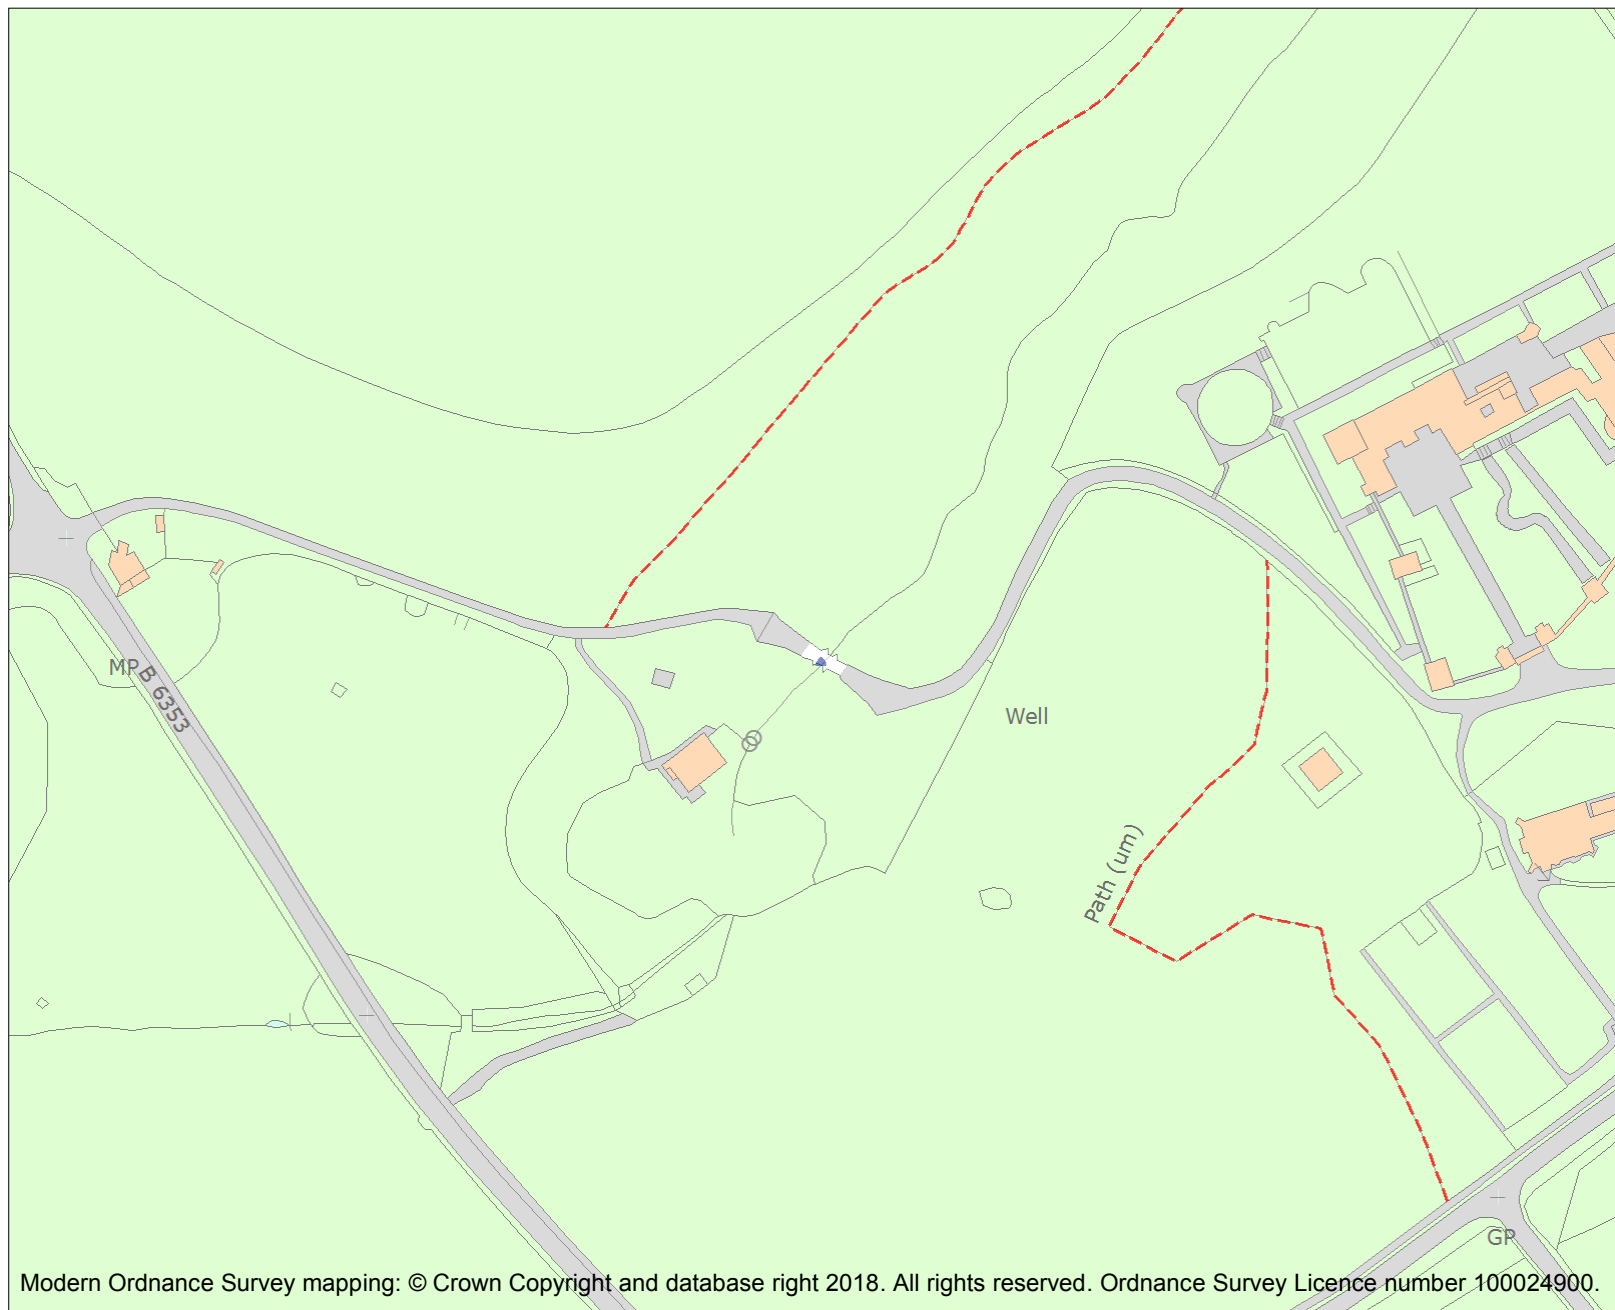 MP
B 6353
Well
Path (um)
GP
Modern Ordnance Survey mapping: © Crown Copyright and database right 2018. All rights reserved. Ordnance Survey Licence number 100024900.